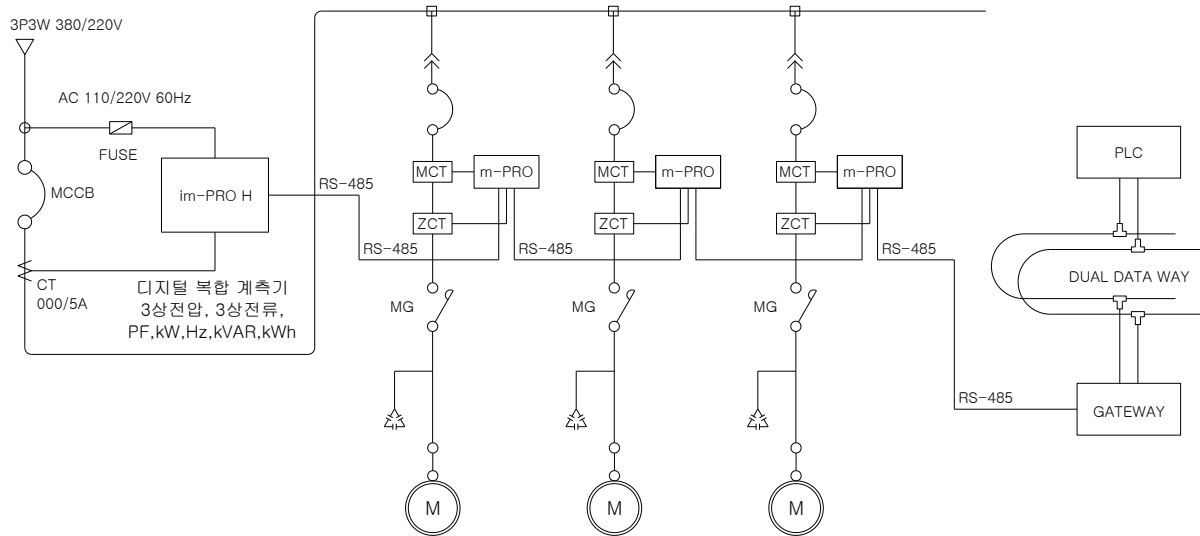 3P3W 380/220V
AC 110/220V 60Hz
FUSE
MCCB
im-PRO H
RS-485
CT
000/5A
디지털 복합 계측기
3상전압, 3상전류,
PF,kW,Hz,kVAR,kWh
MCT
m-PRO
ZCT
RS-485
MG
M
MCT
m-PRO
ZCT
RS-485
MG
M
MCT
m-PRO
ZCT
RS-485
MG
M
PLC
DUAL DATA WAY
RS-485
GATEWAY